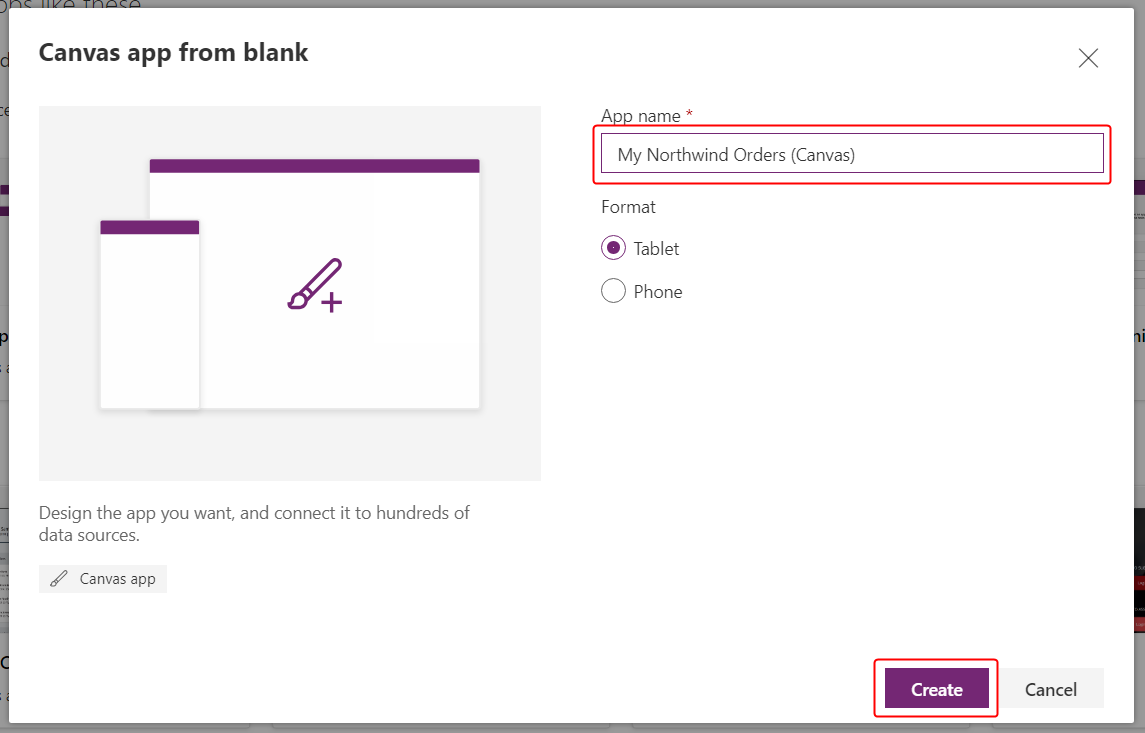 Canvas app from blank
App name *
My Northwind Orders (Canvas)
Format
Tablet
Phone
Design the app you want, and connect it to hundreds of
data sources.
Canvas app
Create
Cancel